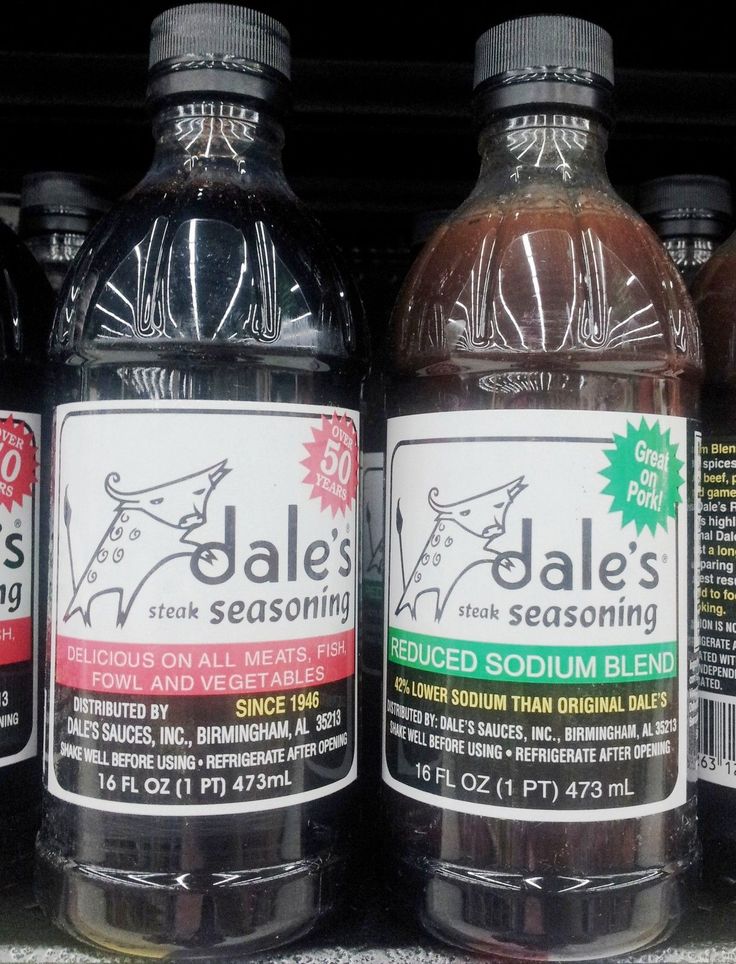 OVER
50
YEARS
dale's®
steak seasoning
DELICIOUS ON ALL MEATS, FISH,
FOWL AND VEGETABLES
SINCE 1946
DISTRIBUTED BY
DALE'S SAUCES, INC., BIRMINGHAM, AL 35213
SHAKE WELL BEFORE USING • REFRIGERATE AFTER OPENING
16 FL OZ (1 PT) 473mL
Great
on
Pork!
dale's®
steak seasoning
REDUCED SODIUM BLEND
42% LOWER SODIUM THAN ORIGINAL DALE'S
DISTRIBUTED BY: DALE'S SAUCES, INC., BIRMINGHAM, AL 35213
SHAKE WELL BEFORE USING • REFRIGERATE AFTER OPENING
16 FL OZ (1 PT) 473 mL